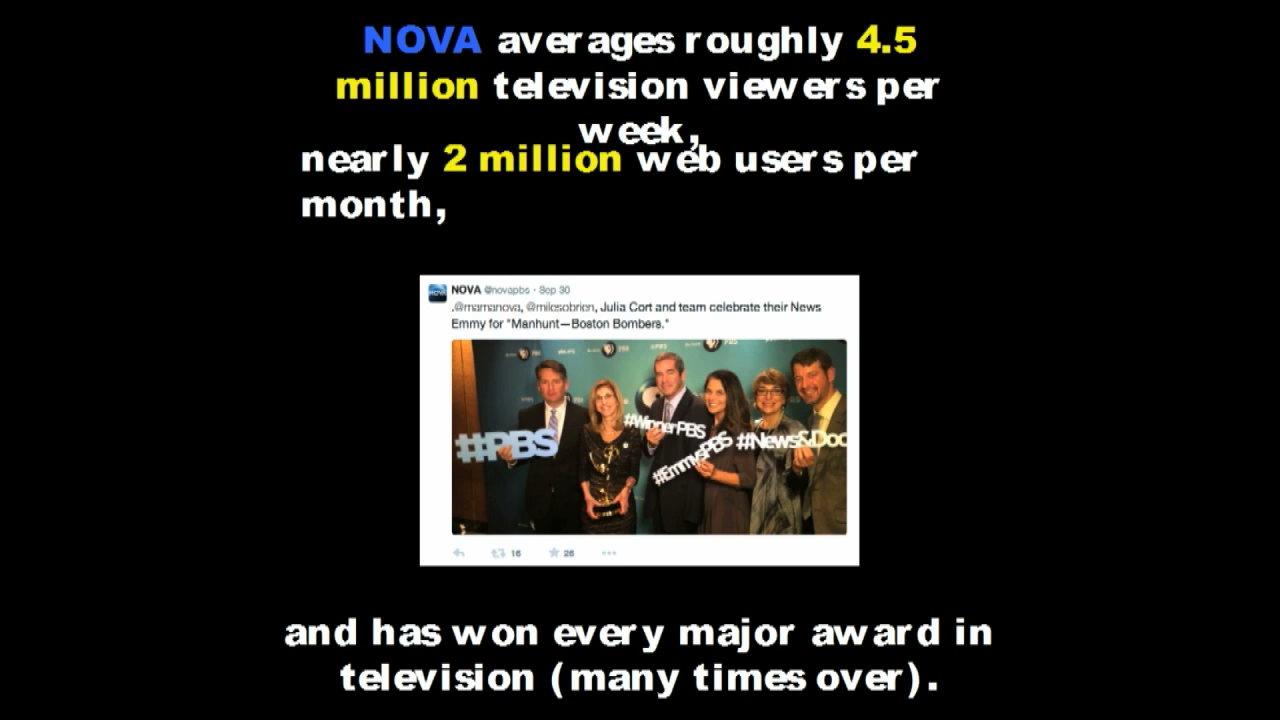 NOVA averages roughly 4.5
million television viewers per
week,
nearly 2 million web users per
month,
NOVA @novapbs · Sep 30
.@mamanova, @milesobrien, Julia Cort and team celebrate their News
Emmy for "Manhunt—Boston Bombers."
#PBS
#WinnerPBS
#EmmysPBS
#News&Doc
16
26
and has won every major award in
television (many times over).